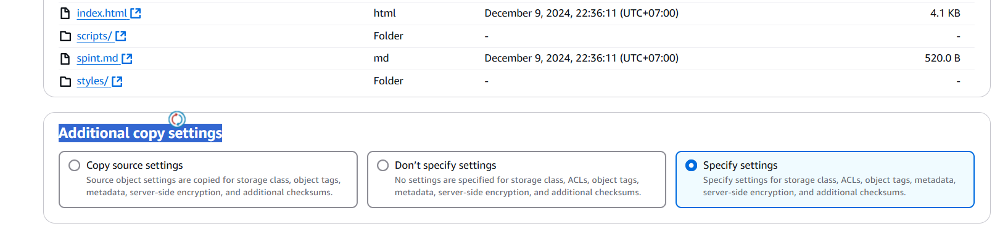 index.html html December 9, 2024, 22:36:11 (UTC+07:00) 4.1 KB
scripts/ Folder - -
spint.md md December 9, 2024, 22:36:11 (UTC+07:00) 520.0 B
styles/ Folder - -
Additional copy settings
Copy source settings
Source object settings are copied for storage class, object tags,
metadata, server-side encryption, and additional checksums.
Don’t specify settings
No settings are specified for storage class, ACLs, object tags,
metadata, server-side encryption, and additional checksums.
Specify settings
Specify settings for storage class, ACLs, object tags, metadata,
server-side encryption, and additional checksums.